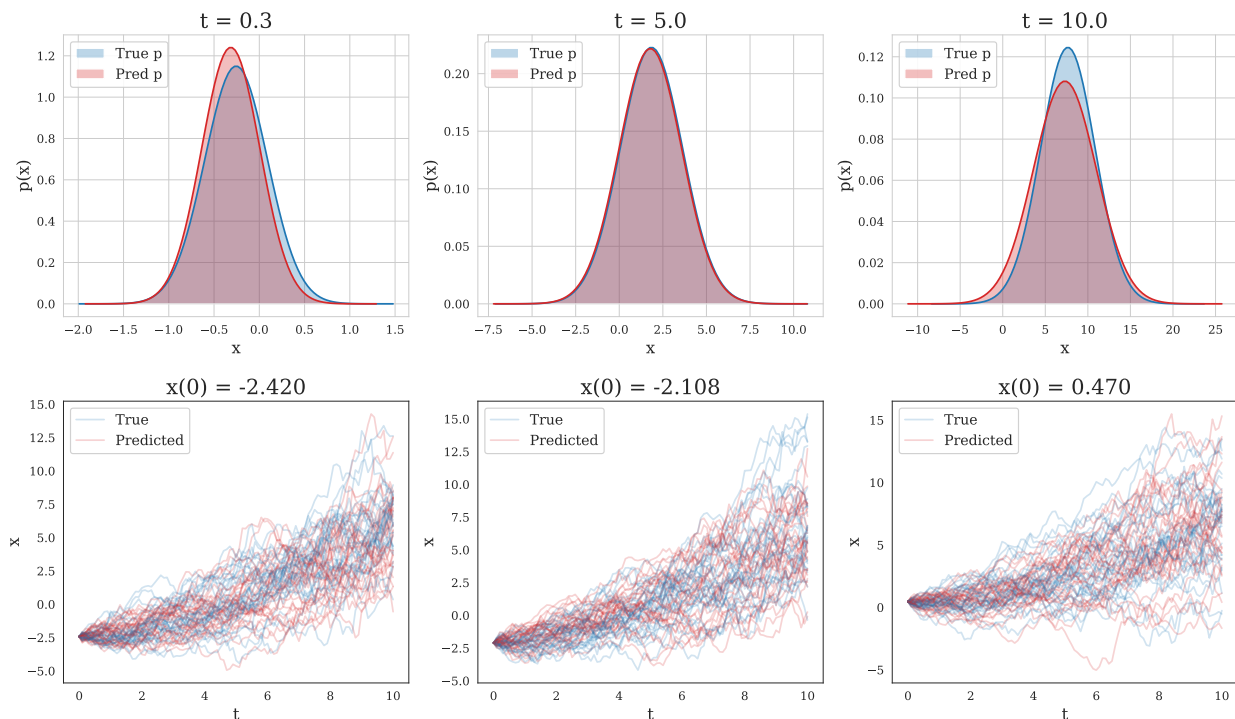 t = 0.3
True p
Pred p
p(x)
1.2
1.0
0.8
0.6
0.4
0.2
0.0
−2.0 −1.5 −1.0 −0.5 0.0 0.5 1.0 1.5
x
t = 5.0
True p
Pred p
p(x)
0.20
0.15
0.10
0.05
0.00
−7.5 −5.0 −2.5 0.0 2.5 5.0 7.5 10.0
x
t = 10.0
True p
Pred p
p(x)
0.12
0.10
0.08
0.06
0.04
0.02
0.00
−10 −5 0 5 10 15 20 25
x
x(0) = -2.420
True
Predicted
x
15.0
12.5
10.0
7.5
5.0
2.5
0.0
−2.5
−5.0
0 2 4 6 8 10
t
x(0) = -2.108
True
Predicted
x
15.0
12.5
10.0
7.5
5.0
2.5
0.0
−2.5
−5.0
0 2 4 6 8 10
t
x(0) = 0.470
True
Predicted
x
15
10
5
0
−5
0 2 4 6 8 10
t